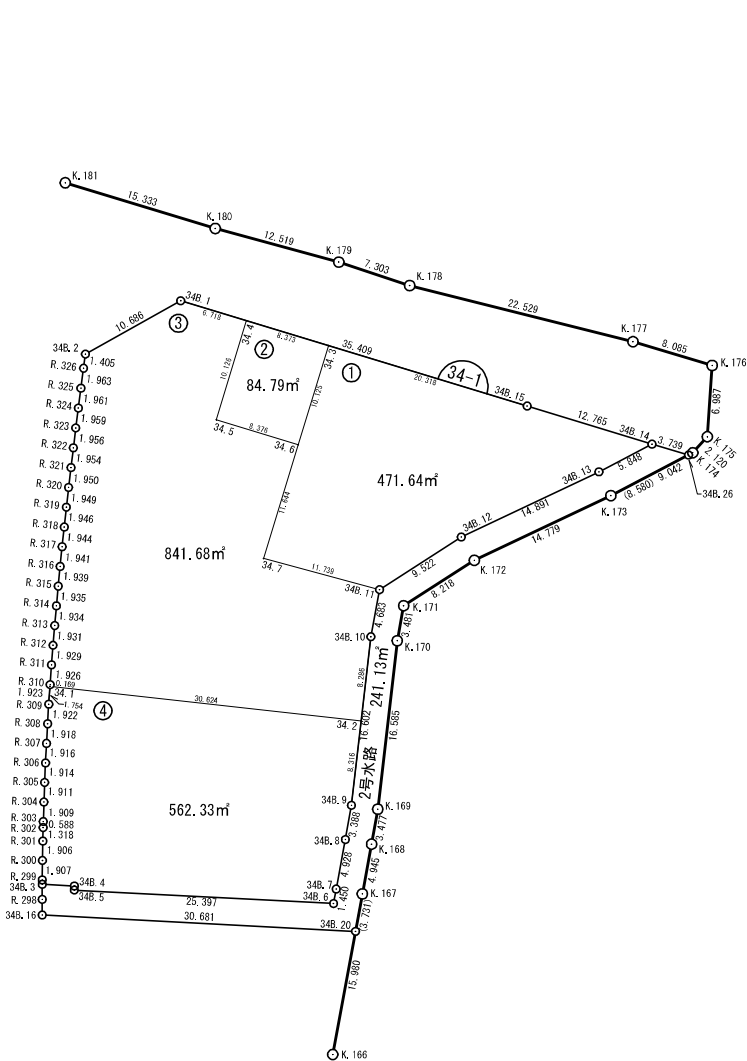 K.181
15.333
K.180
12.519
K.179
7.303
K.178
22.529
K.177
8.085
K.176
6.987
K.175
2.120
K.174
34B.26
9.042
(8.580)
K.173
14.779
K.172
8.218
K.171
3.481
K.170
16.585
K.169
3.477
K.168
4.945
K.167
(3.731)
15.980
K.166
34B.1
6.718
③
10.686
34B.2
34.4
②
8.373
34.3
①
35.409
20.318
34-1
34B.15
12.765
34B.14
3.739
5.848
34B.13
14.891
34B.12
9.522
34B.11
10.126
84.79㎡
10.125
34.5
8.376
34.6
471.64㎡
11.644
34.7
11.739
841.68㎡
4.683
34B.10
241.13㎡
8.286
16.602
8.316
2号水路
34.2
30.624
34.1
0.169
1.754
④
562.33㎡
34B.9
3.388
34B.8
4.928
34B.7
1.450
34B.6
25.397
34B.5
34B.4
30.681
34B.20
1.405
R.326
1.963
R.325
1.961
R.324
1.959
R.323
1.956
R.322
1.954
R.321
1.950
R.320
1.949
R.319
1.946
R.318
1.944
R.317
1.941
R.316
1.939
R.315
1.935
R.314
1.934
R.313
1.931
R.312
1.929
R.311
1.926
R.310
1.923
R.309
1.922
R.308
1.918
R.307
1.916
R.306
1.914
R.305
1.911
R.304
1.909
R.303
0.588
R.302
1.318
R.301
1.906
R.300
1.907
R.299
34B.3
R.298
34B.16